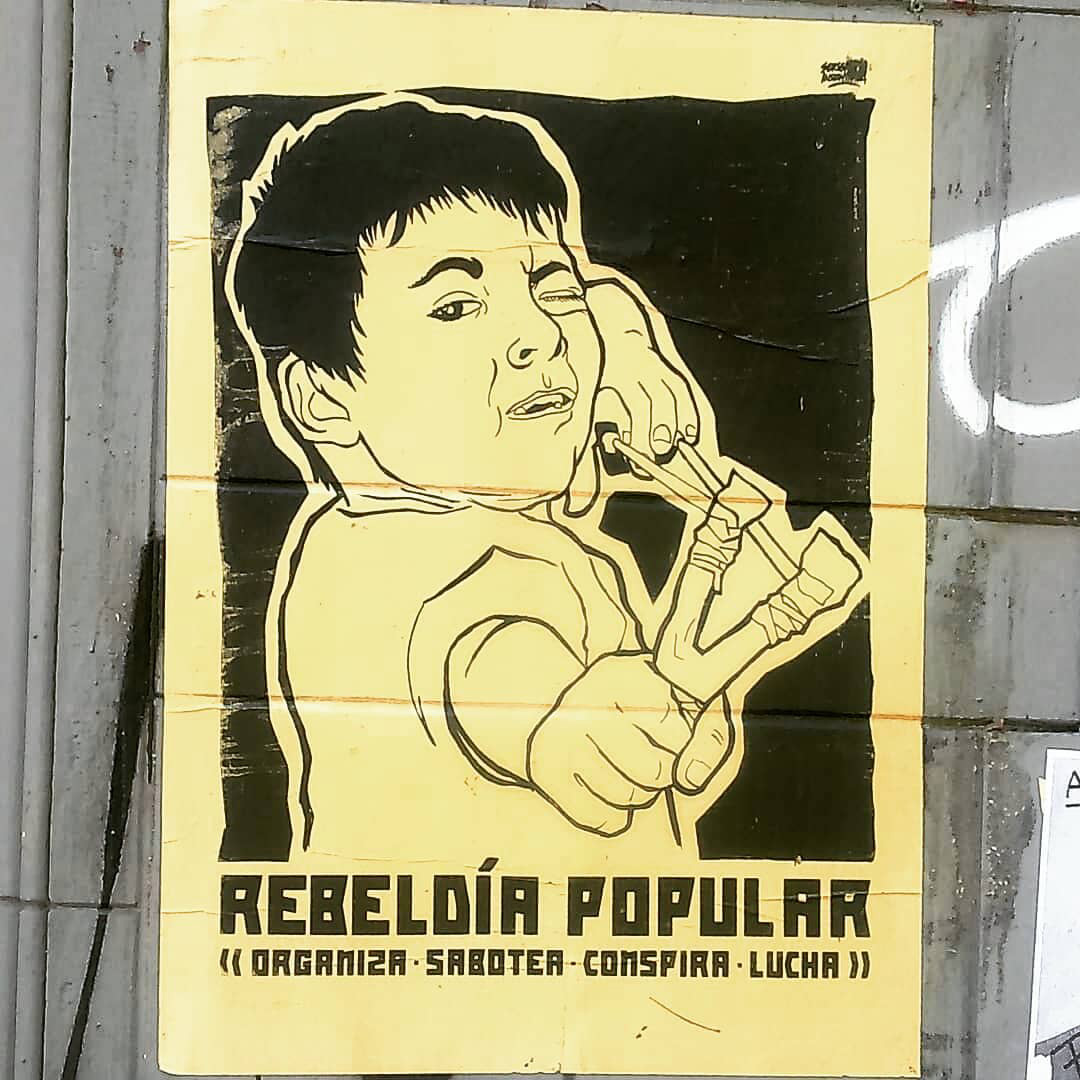 REBELDÍA POPULAR
(( ORGANIZA · SABOTEA · CONSPIRA · LUCHA ))
A